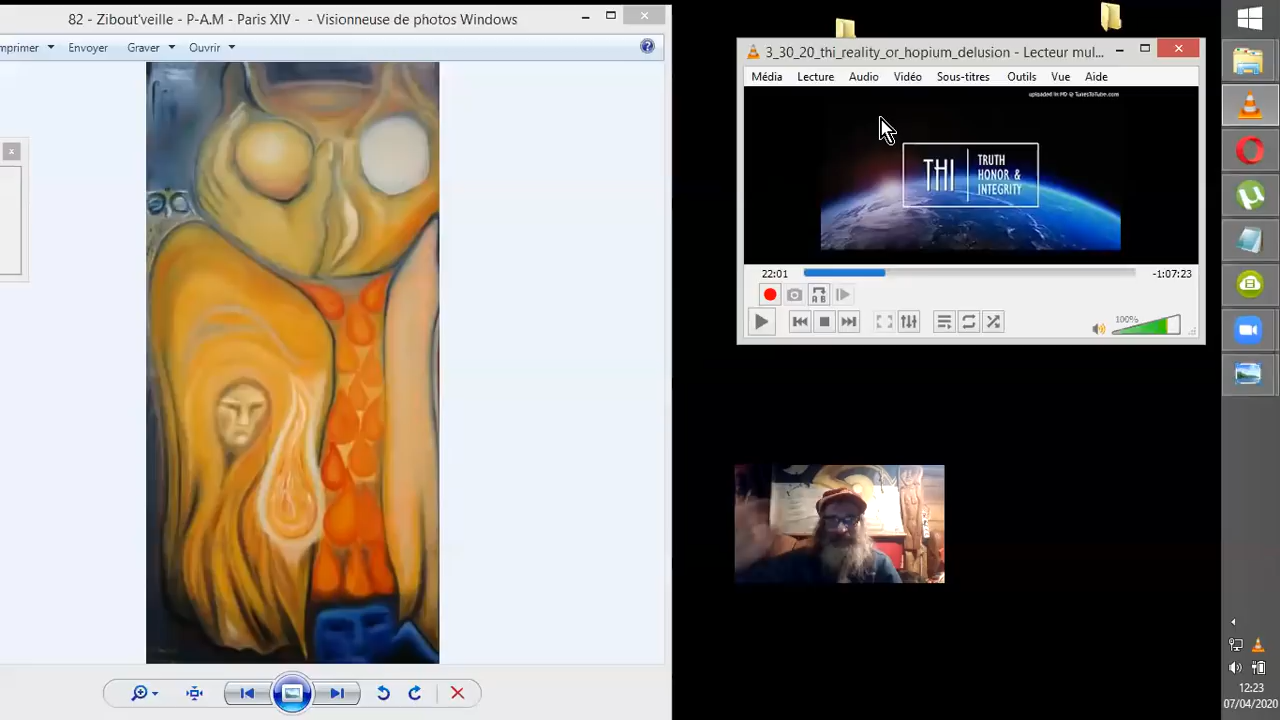 82 - Zibout'veille - P-A-M - Paris XIV - - Visionneuse de photos Windows
mprimer Envoyer Graver Ouvrir
3_30_20_thi_reality_or_hopium_delusion - Lecteur mul...
Média Lecture Audio Vidéo Sous-titres Outils Vue Aide
uploaded in HD @ TunesToTube.com
THI TRUTH
HONOR &
INTEGRITY
22:01 -1:07:23
100%
12:23
07/04/2020